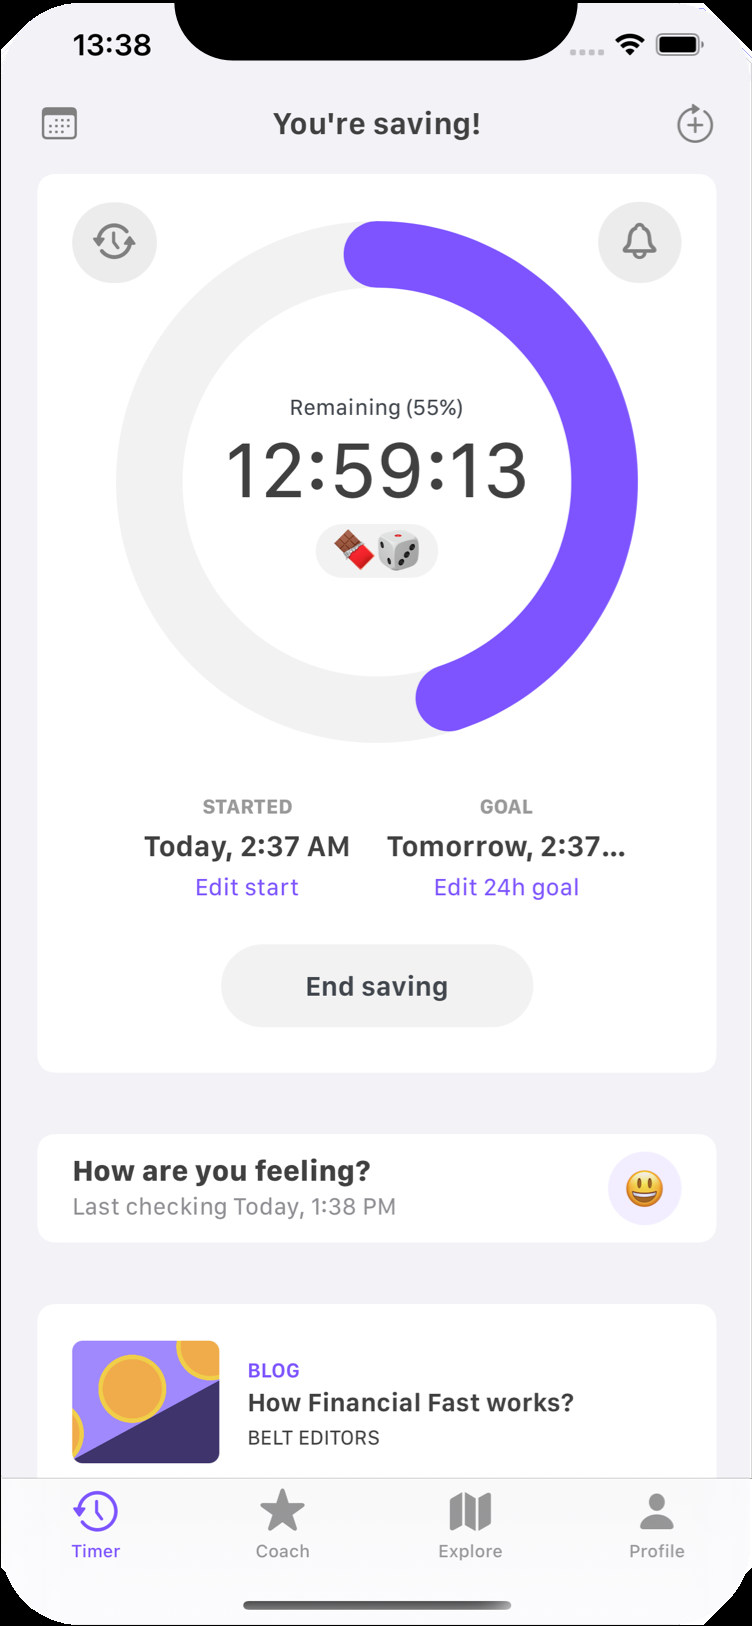 13:38
You're saving!
Remaining (55%)
12:59:13
STARTED
GOAL
Today, 2:37 AM
Tomorrow, 2:37...
Edit start
Edit 24h goal
End saving
How are you feeling?
Last checking Today, 1:38 PM
BLOG
How Financial Fast works?
BELT EDITORS
Timer
Coach
Explore
Profile